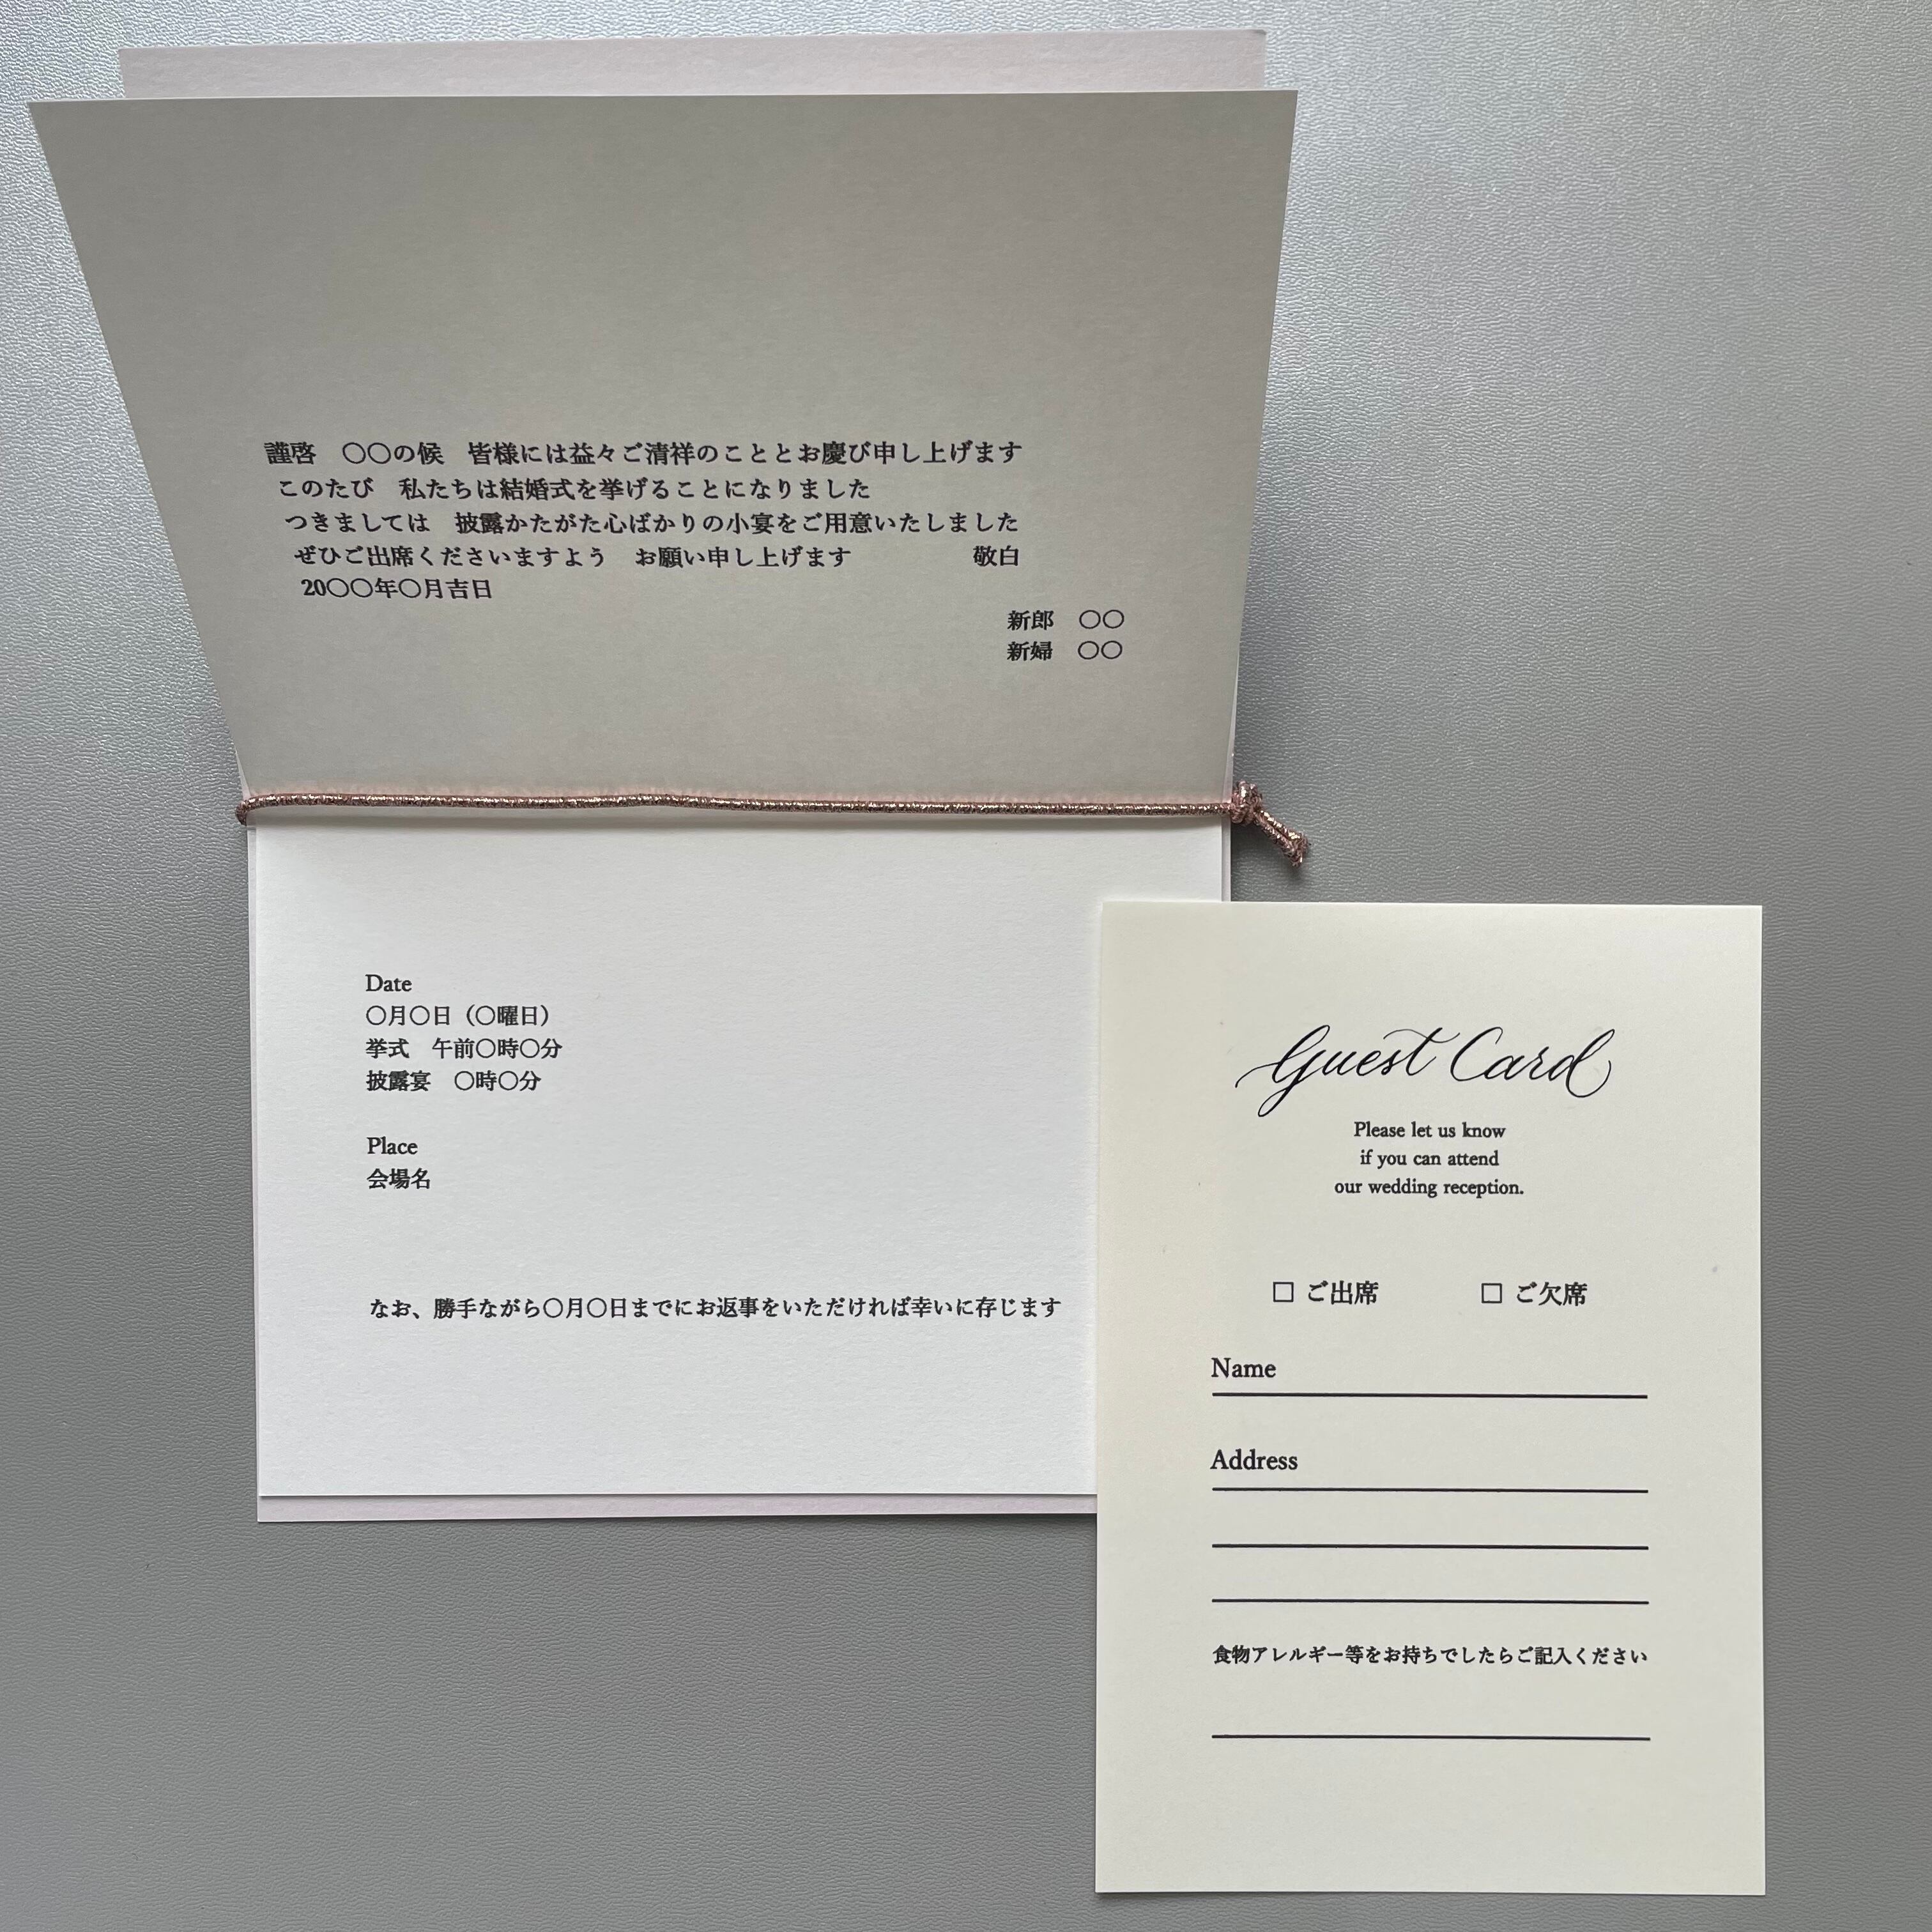 謹啓　〇〇の候　皆様には益々ご清祥のこととお慶び申し上げます
このたび　私たちは結婚式を挙げることになりました
つきましては　披露かたがた心ばかりの小宴をご用意いたしました
ぜひご出席くださいますよう　お願い申し上げます　　　　　敬白
20〇〇年〇月吉日
新郎　〇〇
新婦　〇〇
Date
〇月〇日（〇曜日）
挙式　午前〇時〇分
披露宴　〇時〇分
Place
会場名
なお、勝手ながら〇月〇日までにお返事をいただければ幸いに存じます
Guest Card
Please let us know
if you can attend
our wedding reception.
□ ご出席　　　　□ ご欠席
Name
Address
食物アレルギー等をお持ちでしたらご記入ください